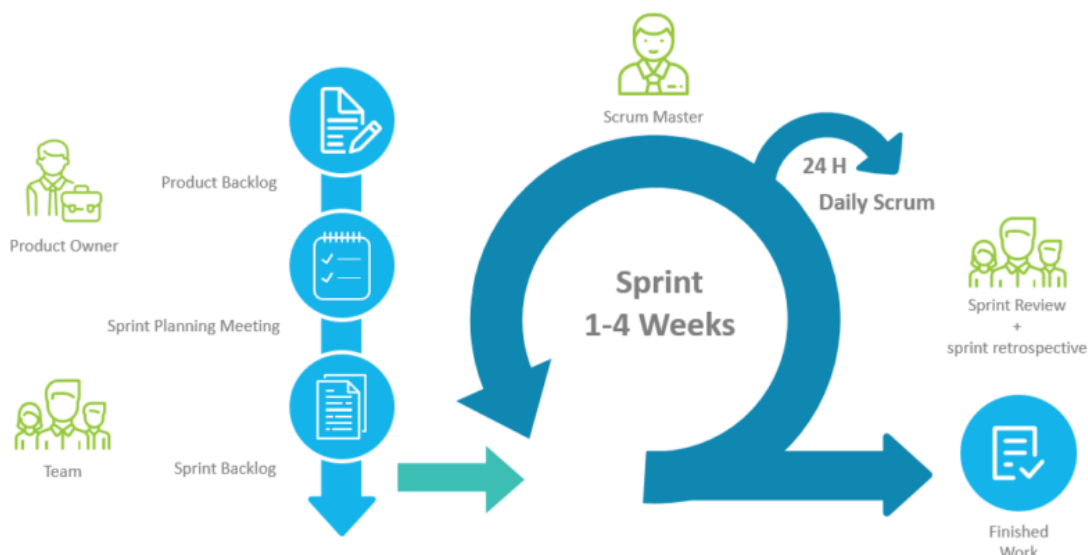 Scrum Master
24 H
Daily Scrum
Product Backlog
Product Owner
Sprint Planning Meeting
Sprint
1-4 Weeks
Sprint Review
+
sprint retrospective
Team
Sprint Backlog
Finished
Work